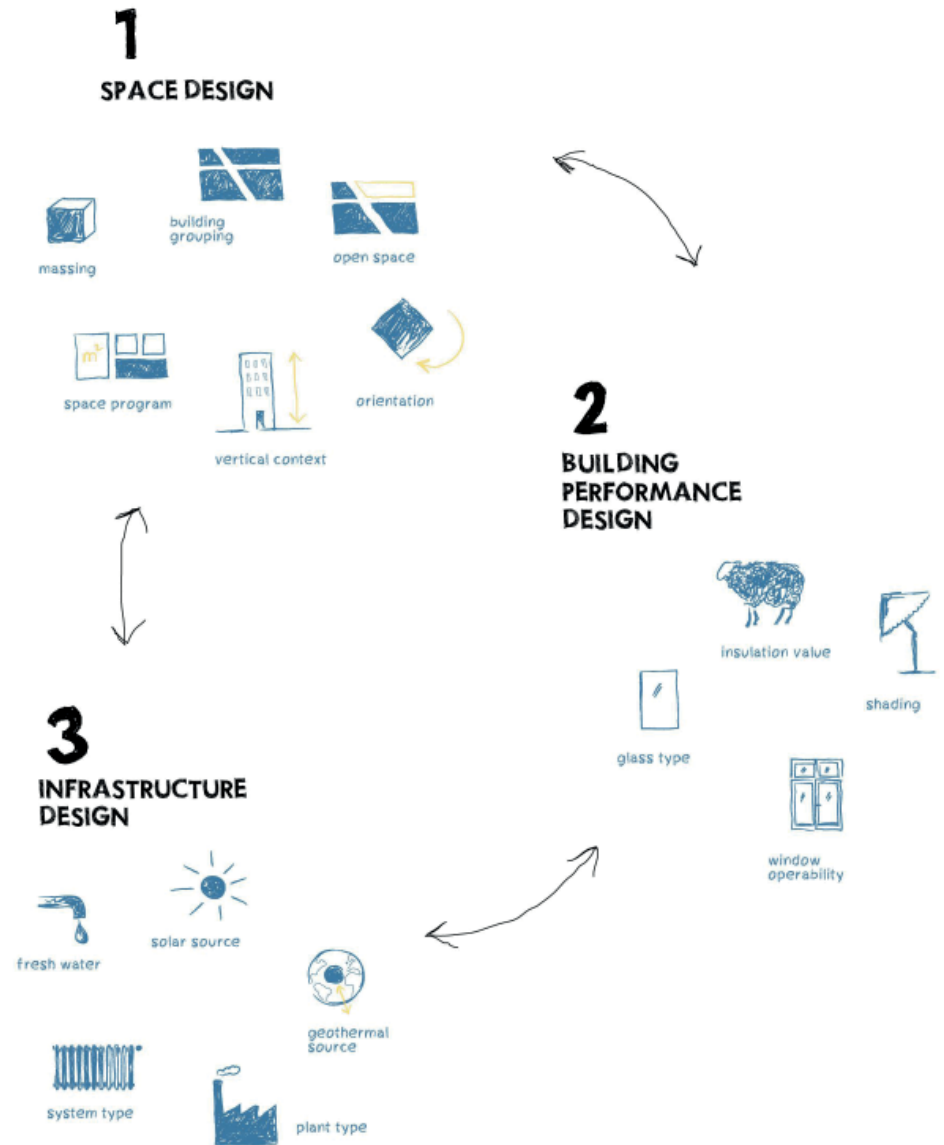 1
SPACE DESIGN
building
grouping
open space
massing
m²
space program
orientation
vertical context
2
BUILDING
PERFORMANCE
DESIGN
insulation value
shading
glass type
window
operability
3
INFRASTRUCTURE
DESIGN
solar source
fresh water
geothermal
source
system type
plant type